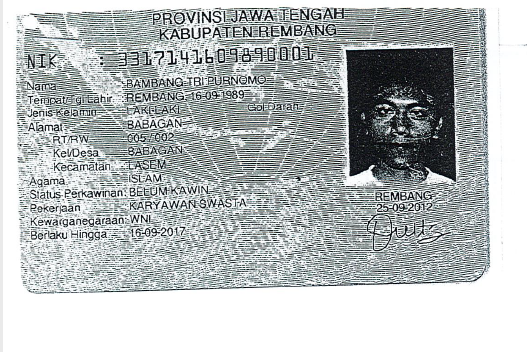 PROVINSI JAWA TENGAH
KABUPATEN REMBANG
NIK : 3317141609890001
Nama : BAMBANG TRI PURNOMO
Tempat/Tgl Lahir : REMBANG, 16-09-1989
Jenis Kelamin : LAKI-LAKI Gol Darah
Alamat : BABAGAN
RT/RW : 005/002
Kel/Desa : BABAGAN
Kecamatan : LASEM
Agama : ISLAM
Status Perkawinan: BELUM KAWIN
Pekerjaan : KARYAWAN SWASTA
Kewarganegaraan: WNI
Berlaku Hingga : 16-09-2017
REMBANG
25-09-2012